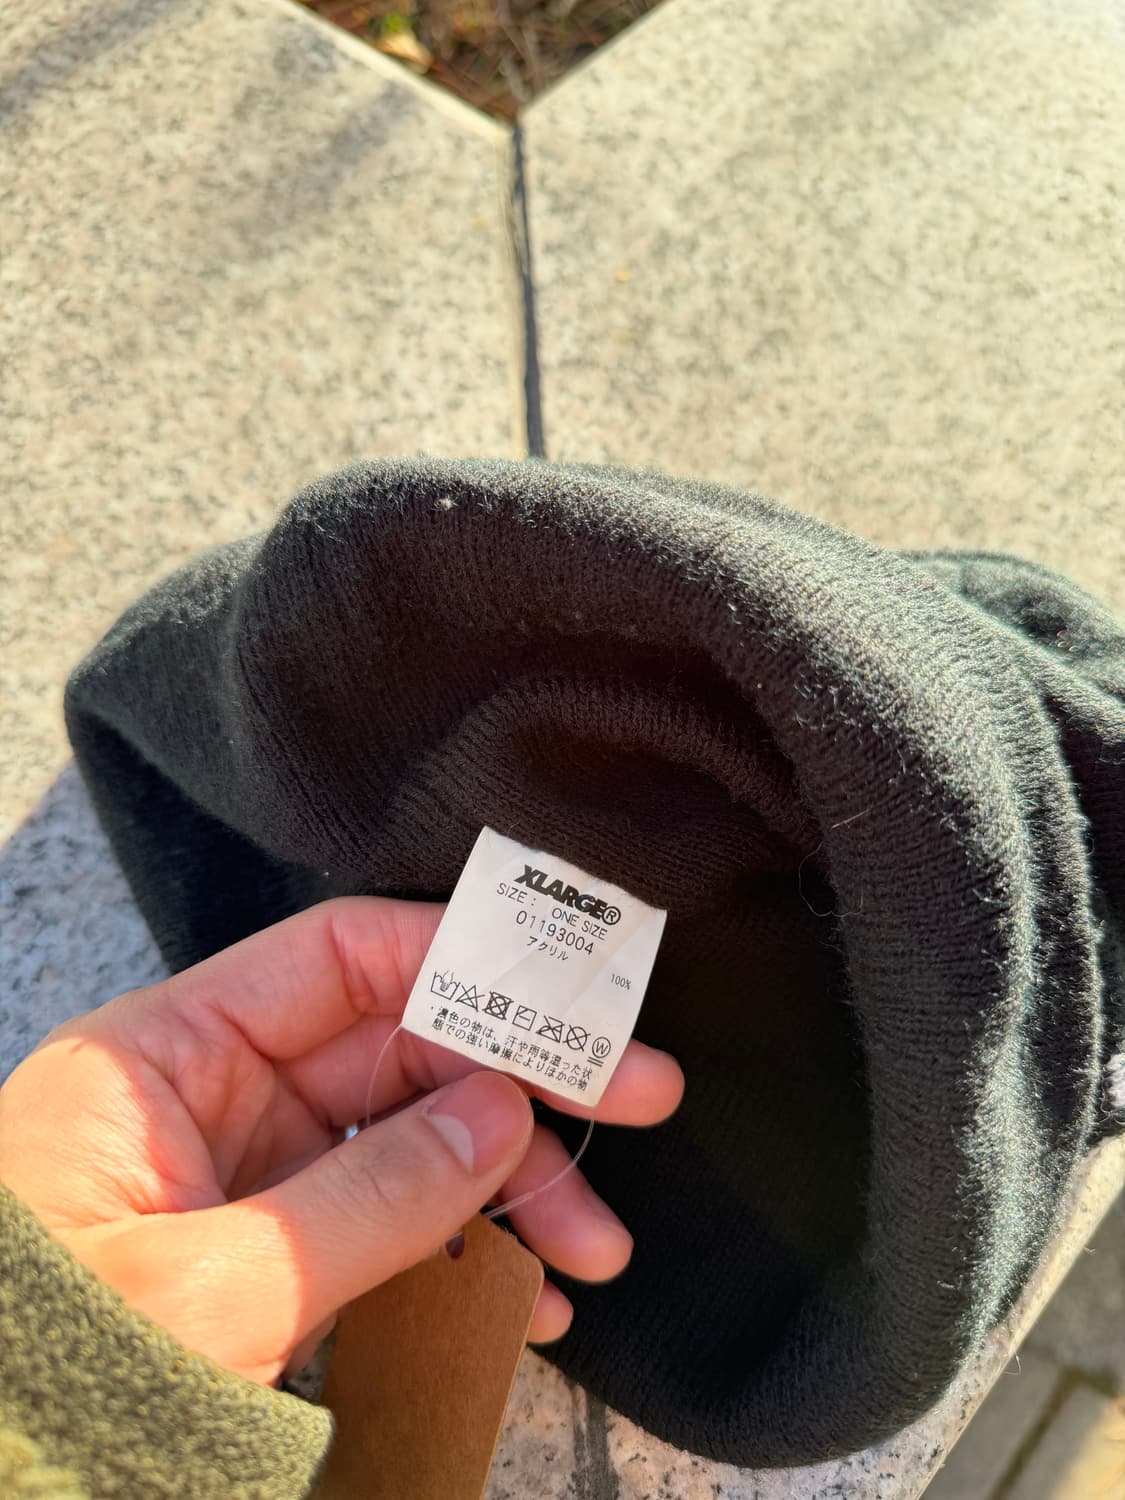 XLARGE®
SIZE: ONE SIZE
01193004
アクリル
100%
W
・濃色の物は、汗や雨等湿った状
態での強い摩擦によりほかの物